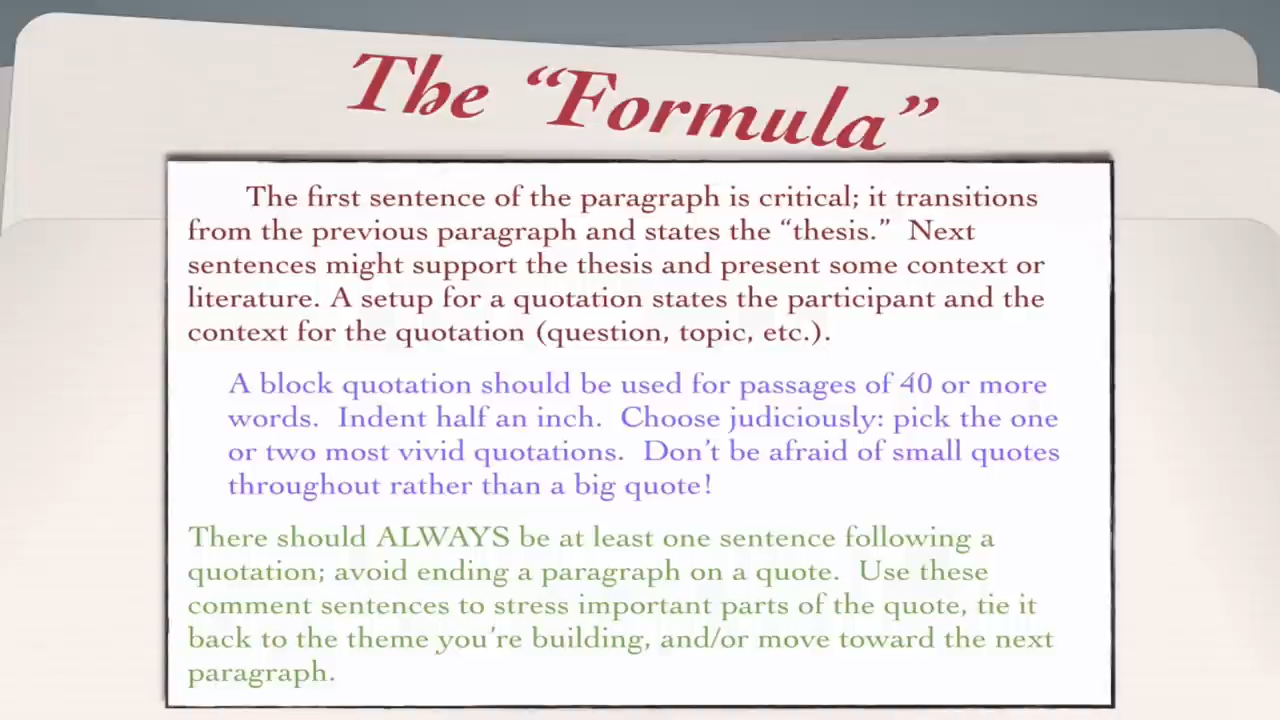 The “Formula”
The first sentence of the paragraph is critical; it transitions
from the previous paragraph and states the “thesis.”  Next
sentences might support the thesis and present some context or
literature. A setup for a quotation states the participant and the
context for the quotation (question, topic, etc.).
A block quotation should be used for passages of 40 or more
words.  Indent half an inch.  Choose judiciously: pick the one
or two most vivid quotations.  Don’t be afraid of small quotes
throughout rather than a big quote!
There should ALWAYS be at least one sentence following a
quotation; avoid ending a paragraph on a quote.  Use these
comment sentences to stress important parts of the quote, tie it
back to the theme you’re building, and/or move toward the next
paragraph.